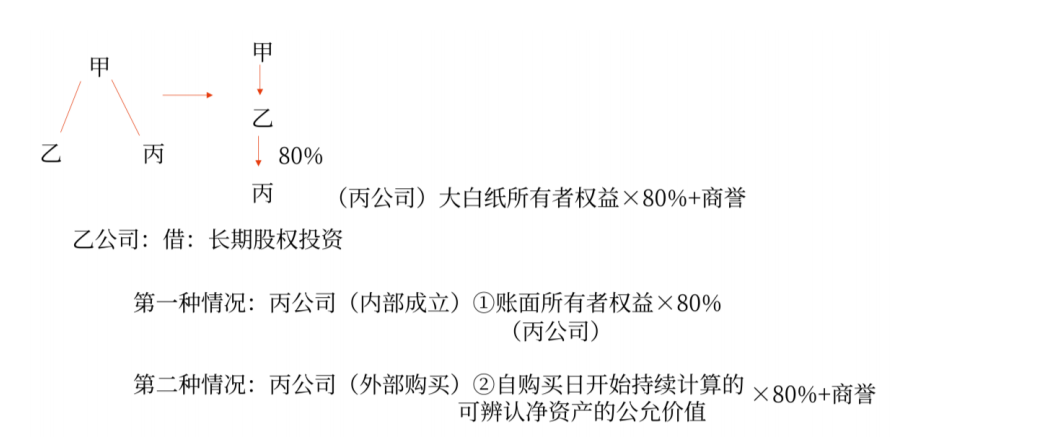 甲
甲
乙
乙
丙
80%
丙
（丙公司）大白纸所有者权益×80%+商誉
乙公司：借：长期股权投资
第一种情况：丙公司（内部成立）①账面所有者权益×80%
（丙公司）
第二种情况：丙公司（外部购买）②自购买日开始持续计算的
可辨认净资产的公允价值
×80%+商誉